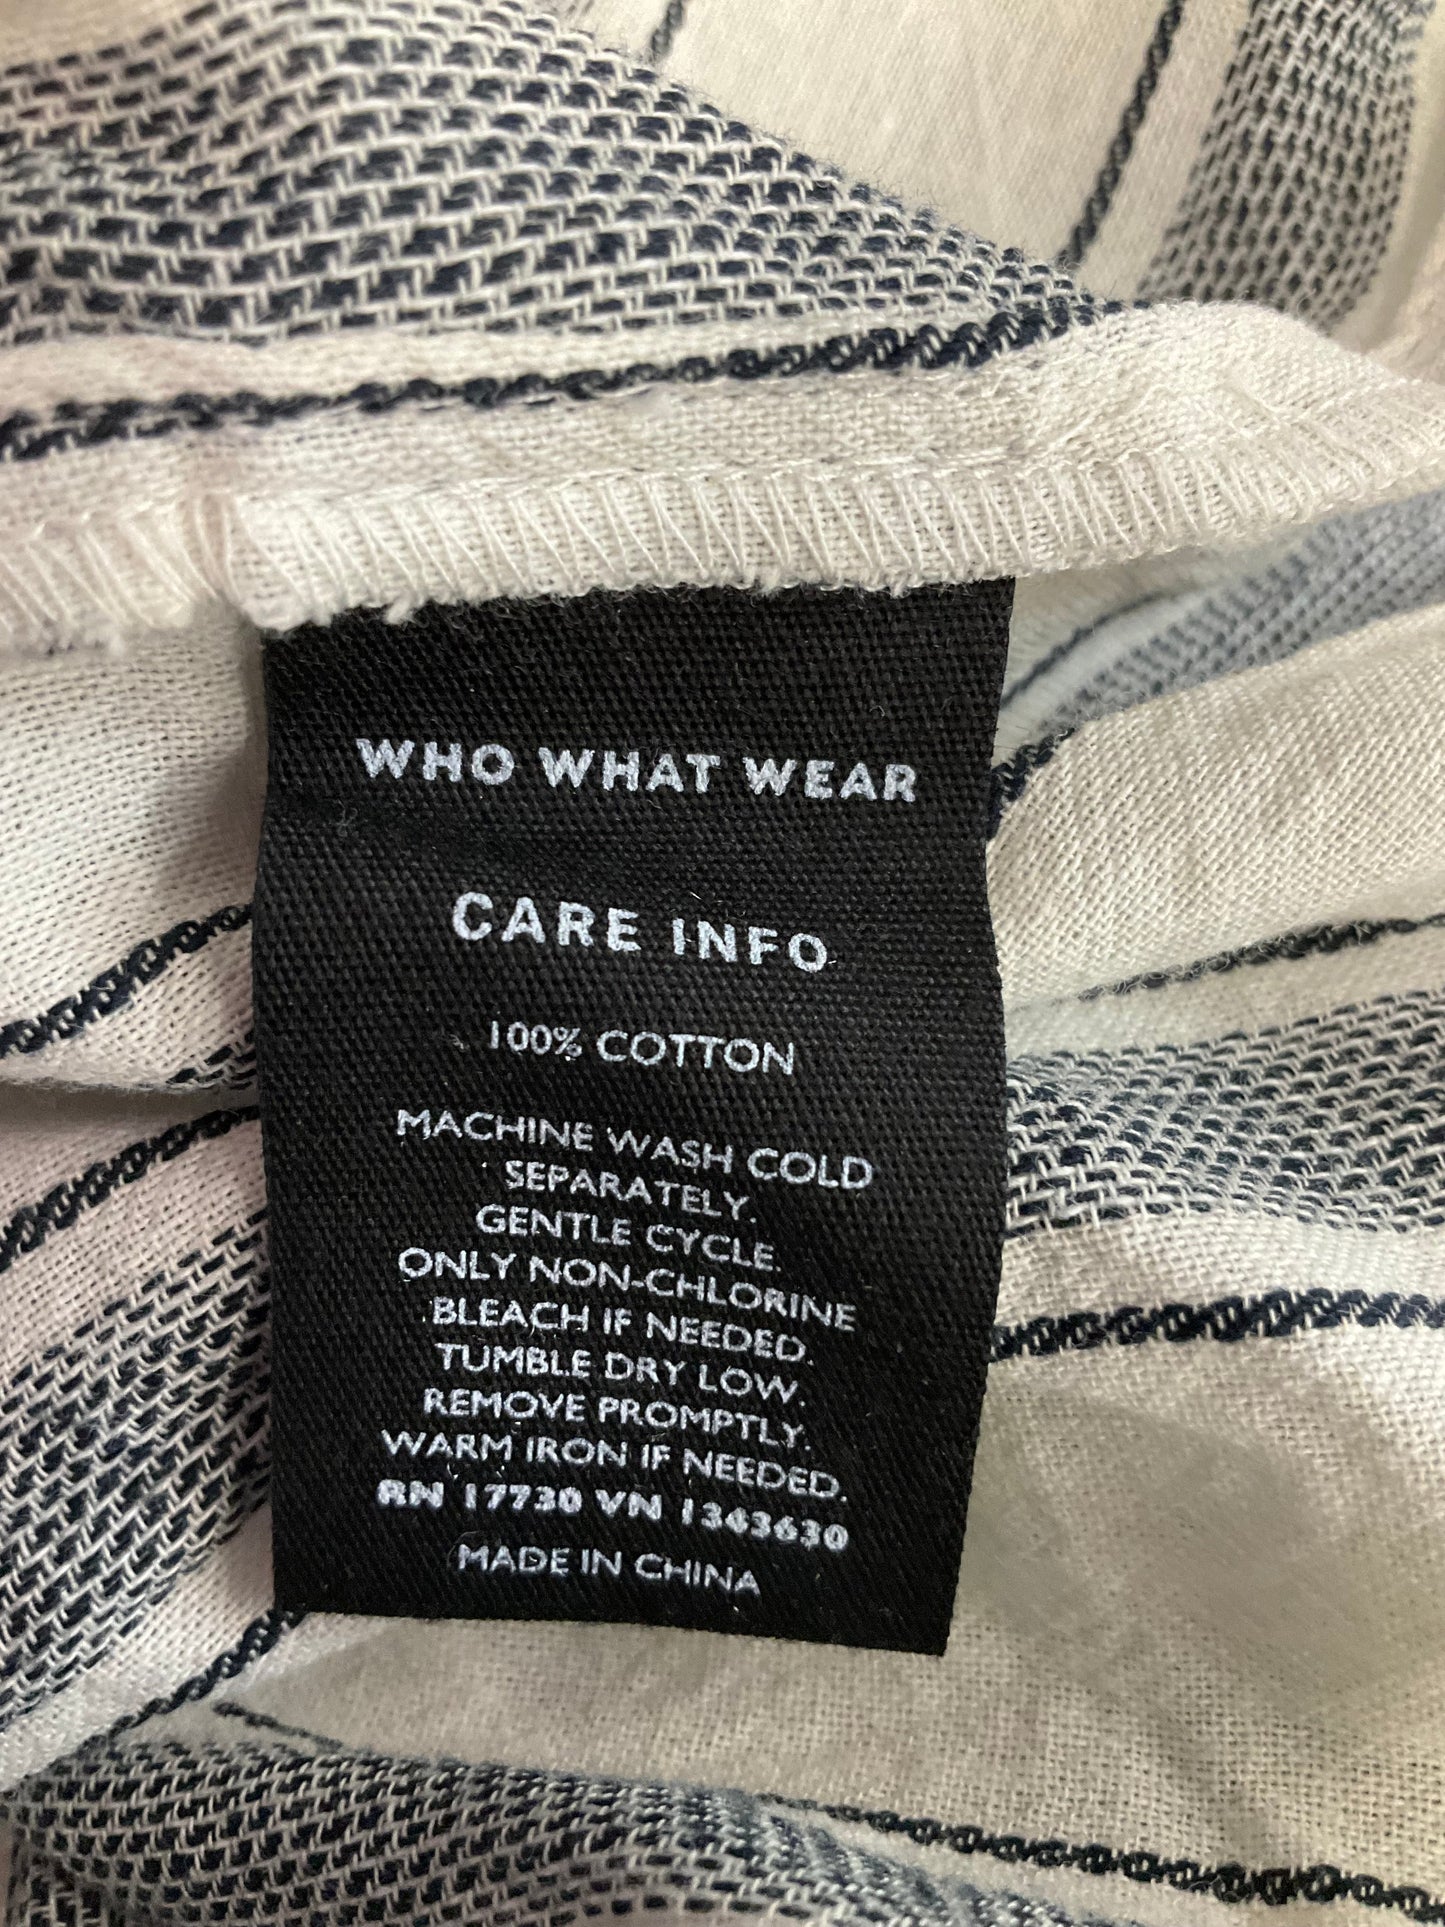 WHO WHAT WEAR
CARE INFO
100% COTTON
MACHINE WASH COLD
SEPARATELY.
GENTLE CYCLE.
ONLY NON-CHLORINE
BLEACH IF NEEDED.
TUMBLE DRY LOW.
REMOVE PROMPTLY.
WARM IRON IF NEEDED.
RN 17730 VN 1343630
MADE IN CHINA